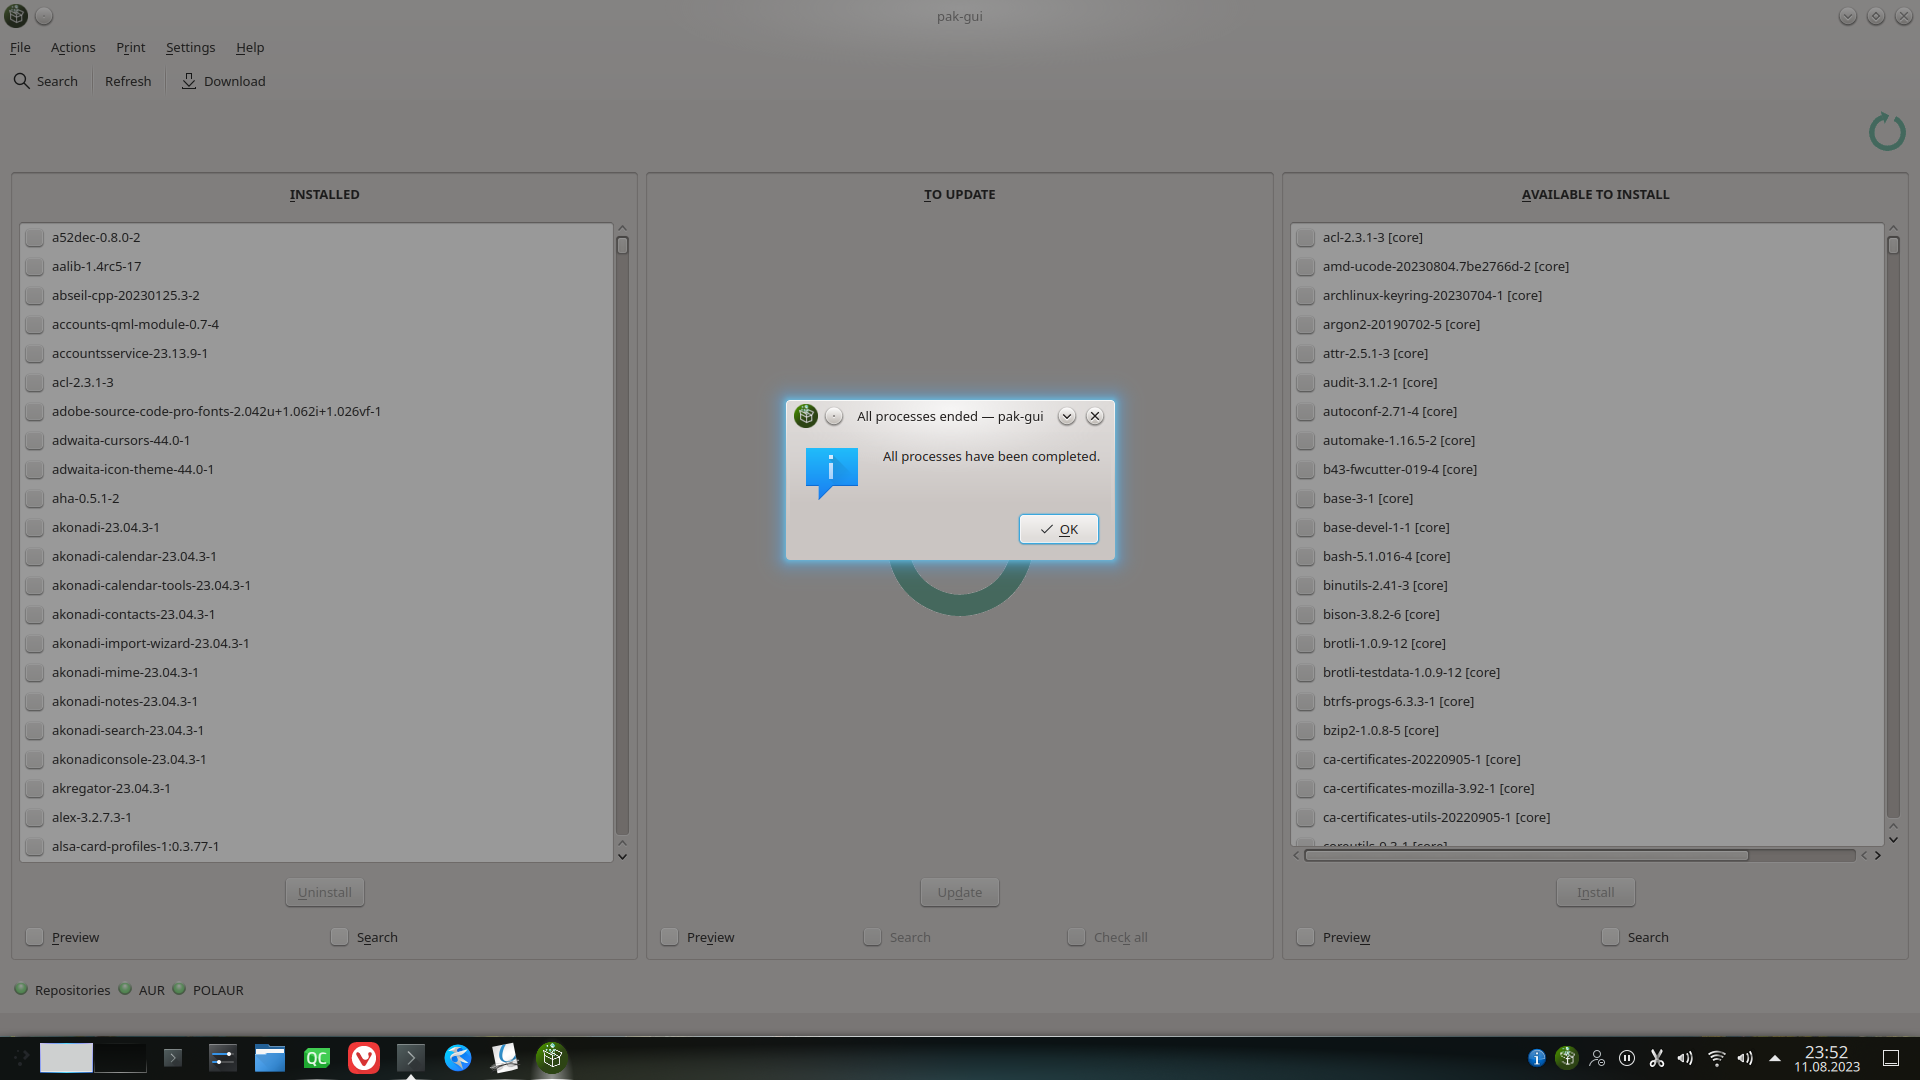 pak-gui
File Actions Print Settings Help
Search Refresh Download
INSTALLED
a52dec-0.8.0-2
aalib-1.4rc5-17
abseil-cpp-20230125.3-2
accounts-qml-module-0.7-4
accountsservice-23.13.9-1
acl-2.3.1-3
adobe-source-code-pro-fonts-2.042u+1.062i+1.026vf-1
adwaita-cursors-44.0-1
adwaita-icon-theme-44.0-1
aha-0.5.1-2
akonadi-23.04.3-1
akonadi-calendar-23.04.3-1
akonadi-calendar-tools-23.04.3-1
akonadi-contacts-23.04.3-1
akonadi-import-wizard-23.04.3-1
akonadi-mime-23.04.3-1
akonadi-notes-23.04.3-1
akonadi-search-23.04.3-1
akonadiconsole-23.04.3-1
akregator-23.04.3-1
alex-3.2.7.3-1
alsa-card-profiles-1:0.3.77-1
Uninstall
Preview Search
TO UPDATE
All processes ended — pak-gui
All processes have been completed.
OK
Update
Preview Search Check all
AVAILABLE TO INSTALL
acl-2.3.1-3 [core]
amd-ucode-20230804.7be2766d-2 [core]
archlinux-keyring-20230704-1 [core]
argon2-20190702-5 [core]
attr-2.5.1-3 [core]
audit-3.1.2-1 [core]
autoconf-2.71-4 [core]
automake-1.16.5-2 [core]
b43-fwcutter-019-4 [core]
base-3-1 [core]
base-devel-1-1 [core]
bash-5.1.016-4 [core]
binutils-2.41-3 [core]
bison-3.8.2-6 [core]
brotli-1.0.9-12 [core]
brotli-testdata-1.0.9-12 [core]
btrfs-progs-6.3.3-1 [core]
bzip2-1.0.8-5 [core]
ca-certificates-20220905-1 [core]
ca-certificates-mozilla-3.92-1 [core]
ca-certificates-utils-20220905-1 [core]
coreutils-9.3-1 [core]
Install
Preview Search
Repositories AUR POLAUR
QC
23:52
11.08.2023